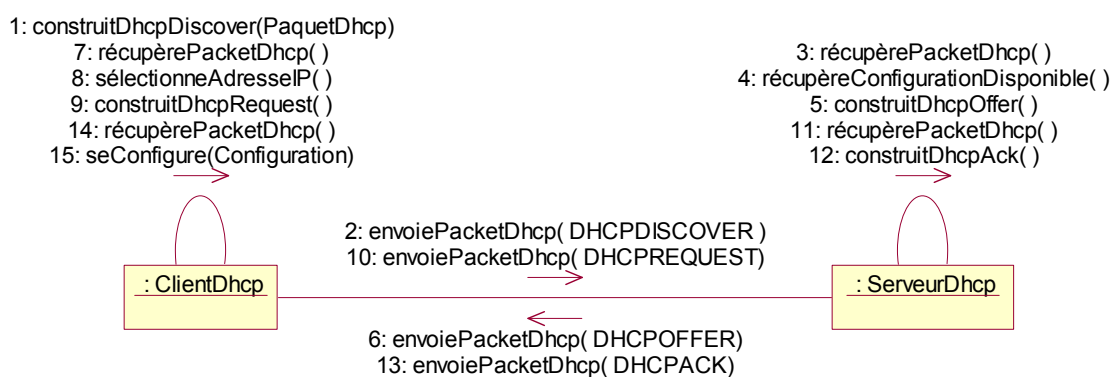 1: construitDhcpDiscover(PaquetDhcp)
7: récupèrePacketDhcp( )
8: sélectionneAdresseIP( )
9: construitDhcpRequest( )
14: récupèrePacketDhcp( )
15: seConfigure(Configuration)
3: récupèrePacketDhcp( )
4: récupèreConfigurationDisponible( )
5: construitDhcpOffer( )
11: récupèrePacketDhcp( )
12: construitDhcpAck( )
2: envoiePacketDhcp( DHCPDISCOVER )
10: envoiePacketDhcp( DHCPREQUEST)
: ClientDhcp
: ServeurDhcp
6: envoiePacketDhcp( DHCPOFFER)
13: envoiePacketDhcp( DHCPACK)